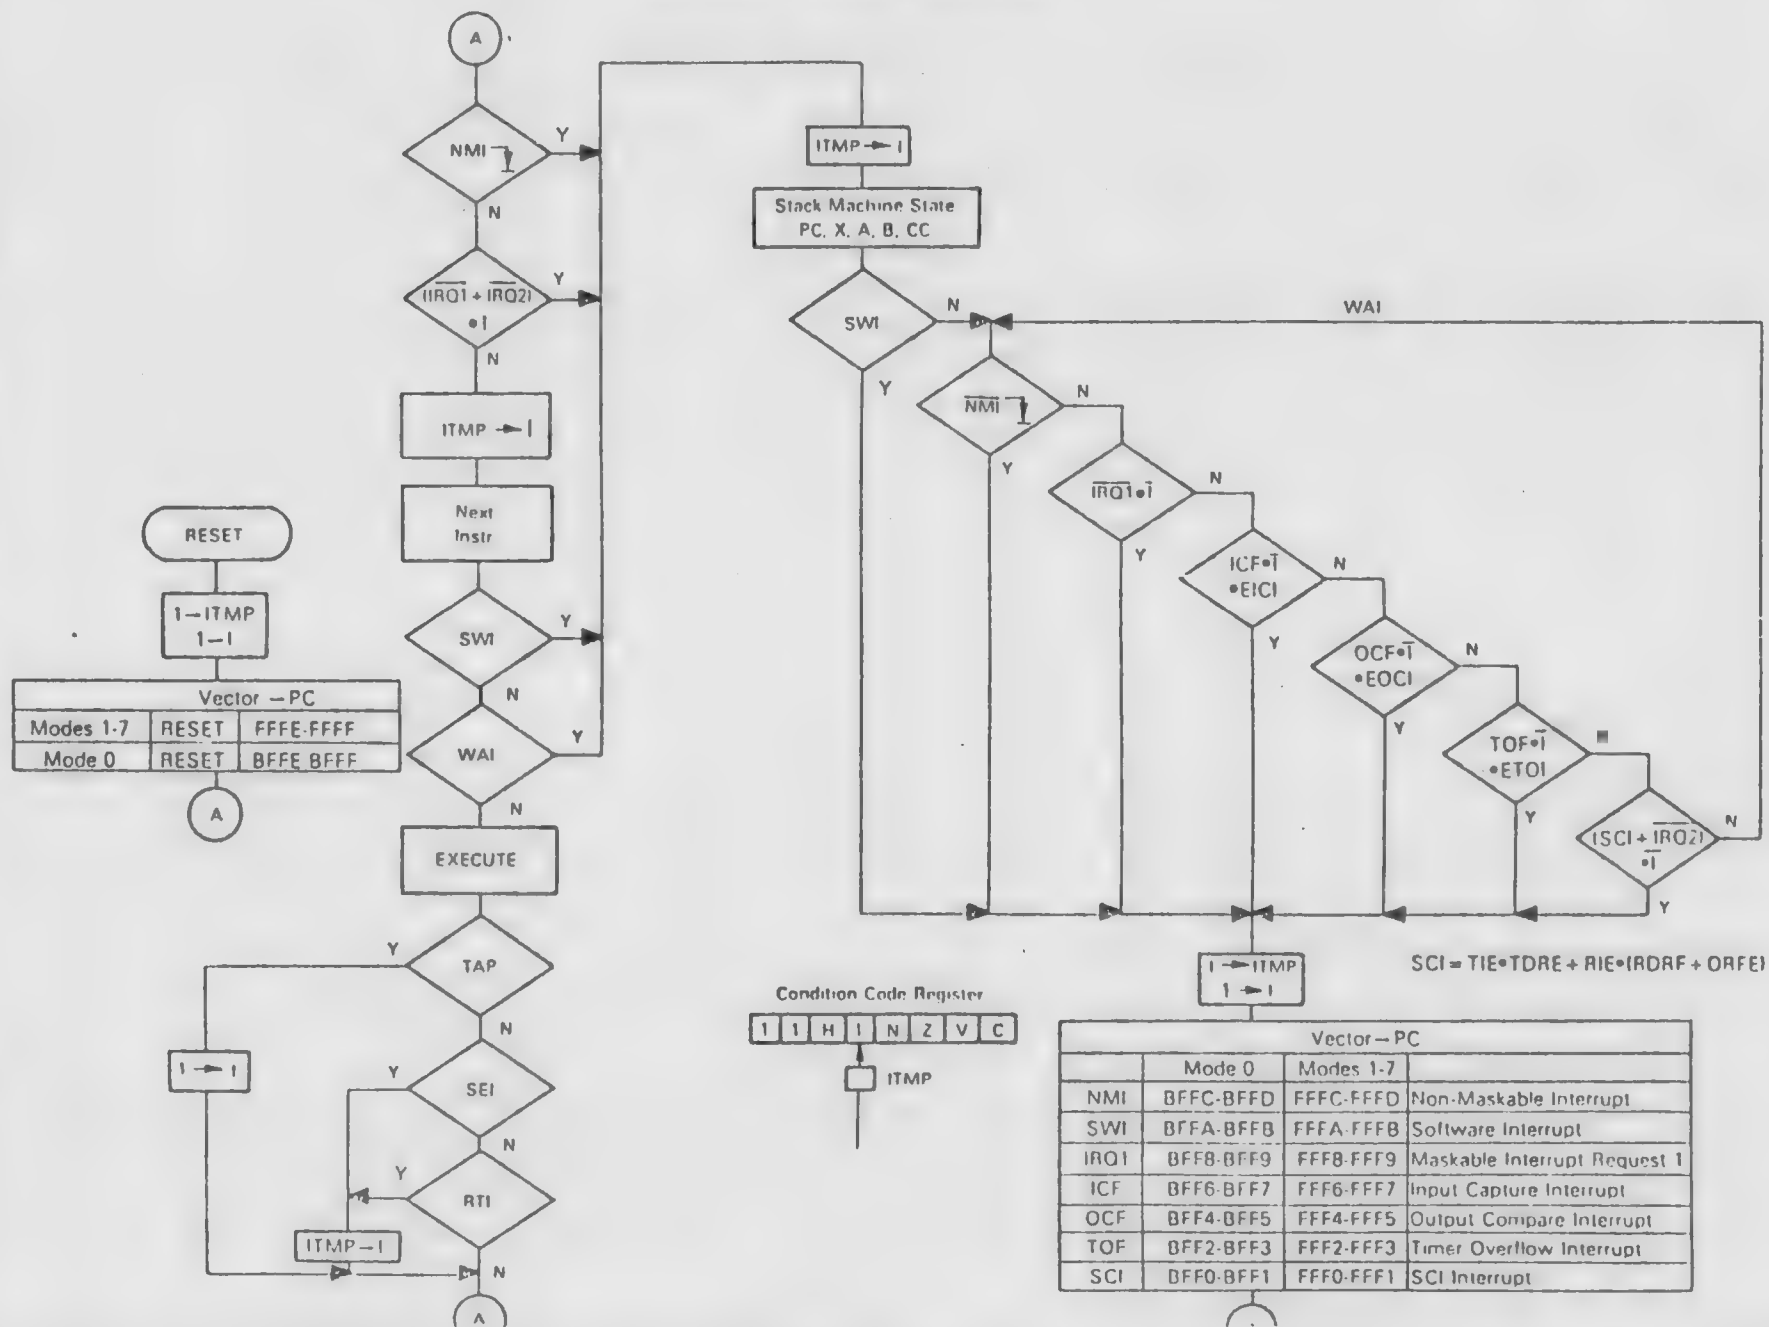 A
NMI
Y
N
(IRQ1 + IRQ2)
• I
Y
N
ITMP → I
Next
Instr
SWI
Y
N
WAI
Y
N
EXECUTE
TAP
Y
N
1 → I
SEI
Y
N
RTI
Y
N
ITMP → I
A
RESET
1 → ITMP
1 – I
Vector – PC
Modes 1-7 RESET FFFE-FFFF
Mode 0 RESET BFFE BFFF
A
ITMP → I
Stack Machine State
PC, X, A, B, CC
SWI
N
Y
WAI
NMI
N
Y
IRQ1•I
N
Y
ICF•I
•EICI
N
Y
OCF•I
•EOCI
N
Y
TOF•I
•ETOI
Y
(SCI + IRQ2)
•I
N
Y
1 → ITMP
1 → I
SCI = TIE•TDRE + RIE•(RDRF + ORFE)
Condition Code Register
1 1 H I N Z V C
ITMP
Vector – PC
Mode 0 Modes 1-7
NMI BFFC-BFFD FFFC-FFFD Non-Maskable Interrupt
SWI BFFA-BFFB FFFA-FFFB Software Interrupt
IRQ1 BFF8-BFF9 FFF8-FFF9 Maskable Interrupt Request 1
ICF BFF6-BFF7 FFF6-FFF7 Input Capture Interrupt
OCF BFF4-BFF5 FFF4-FFF5 Output Compare Interrupt
TOF BFF2-BFF3 FFF2-FFF3 Timer Overflow Interrupt
SCI BFF0-BFF1 FFF0-FFF1 SCI Interrupt